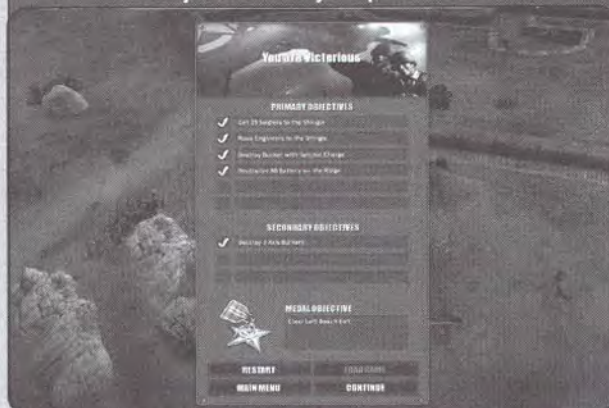 You are Victorious
PRIMARY OBJECTIVES
Get 15 Squads to the Shingle
Move Engineers to the Shingle
Destroy Bunker with Satchel Charge
Neutralize 88 Battery on the Ridge
SECONDARY OBJECTIVES
Destroy 3 Axis Bunkers
MEDAL OBJECTIVE
Clear Left Beach Exit
RESTART
LOAD GAME
MAIN MENU
CONTINUE